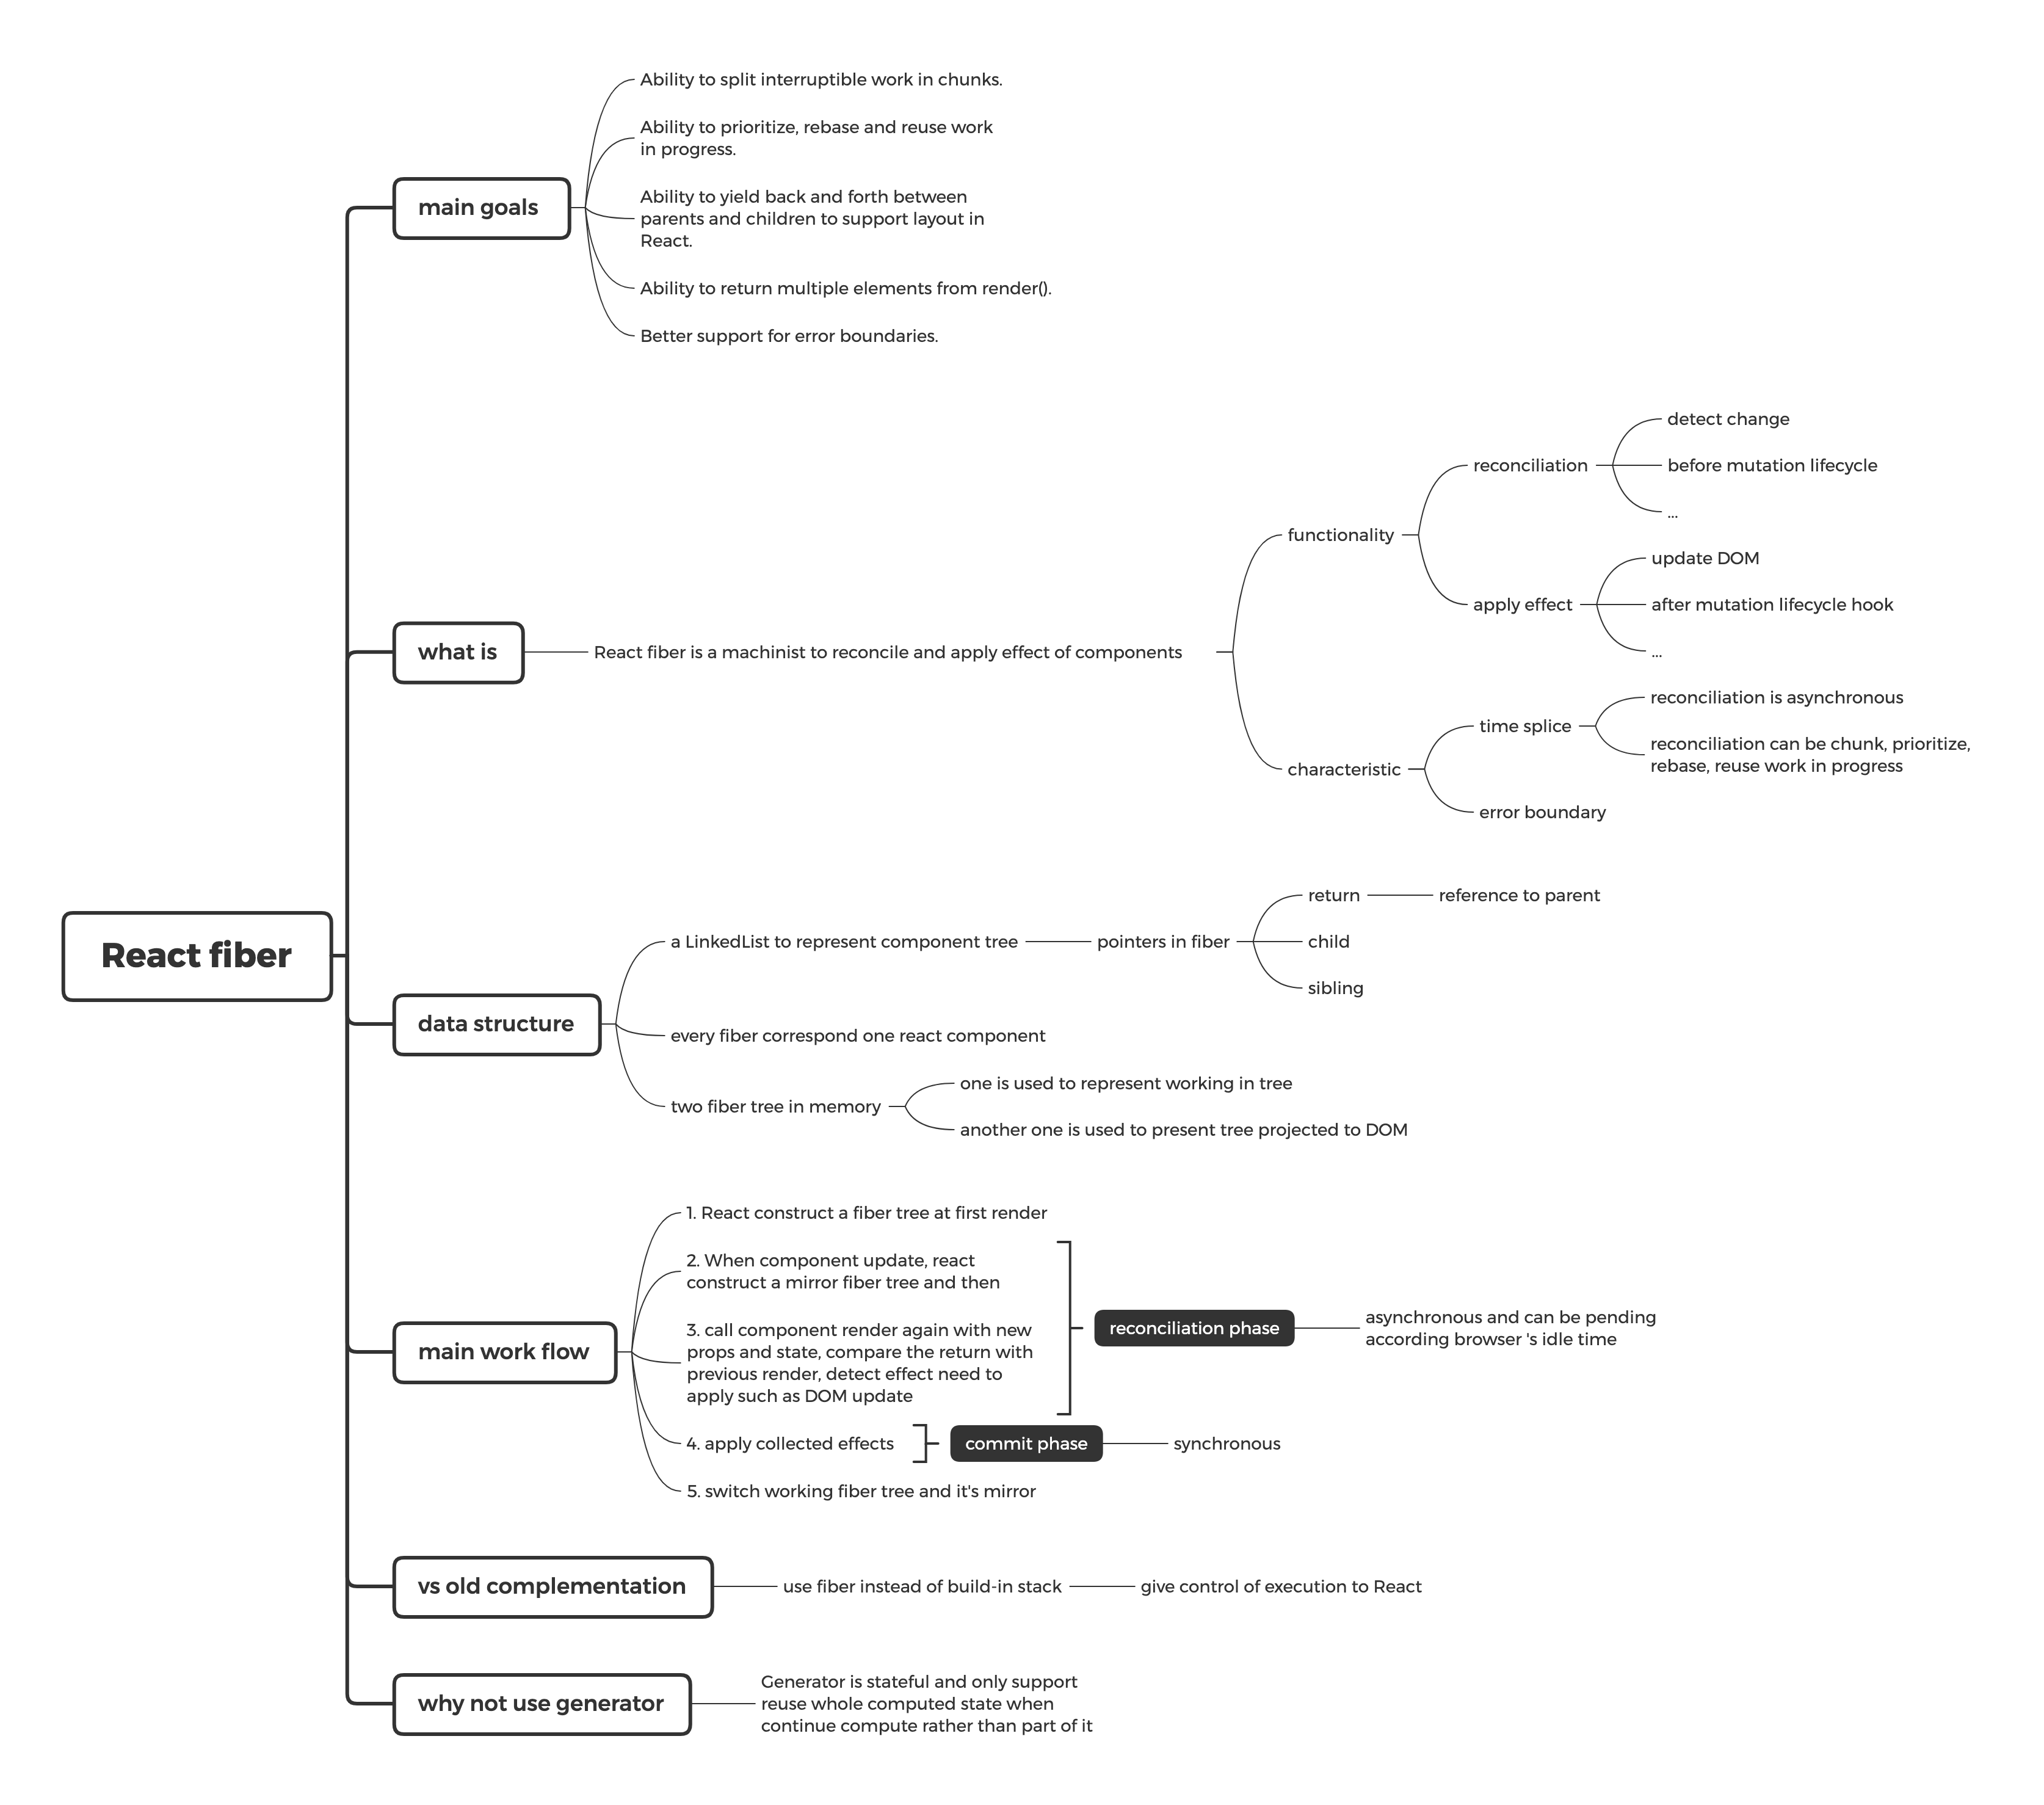 React fiber
main goals
Ability to split interruptible work in chunks.
Ability to prioritize, rebase and reuse work
in progress.
Ability to yield back and forth between
parents and children to support layout in
React.
Ability to return multiple elements from render().
Better support for error boundaries.
what is
React fiber is a machinist to reconcile and apply effect of components
functionality
reconciliation
detect change
before mutation lifecycle
...
apply effect
update DOM
after mutation lifecycle hook
...
characteristic
time splice
reconciliation is asynchronous
reconciliation can be chunk, prioritize,
rebase, reuse work in progress
error boundary
data structure
a LinkedList to represent component tree
pointers in fiber
return
reference to parent
child
sibling
every fiber correspond one react component
two fiber tree in memory
one is used to represent working in tree
another one is used to present tree projected to DOM
main work flow
1. React construct a fiber tree at first render
2. When component update, react
construct a mirror fiber tree and then
3. call component render again with new
props and state, compare the return with
previous render, detect effect need to
apply such as DOM update
reconciliation phase
asynchronous and can be pending
according browser 's idle time
4. apply collected effects
commit phase
synchronous
5. switch working fiber tree and it's mirror
vs old complementation
use fiber instead of build-in stack
give control of execution to React
why not use generator
Generator is stateful and only support
reuse whole computed state when
continue compute rather than part of it